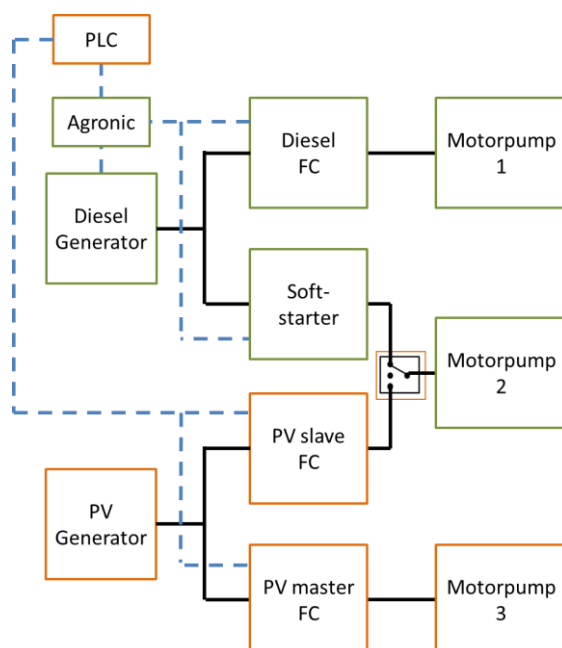 PLC
Agronic
Diesel
Generator
Diesel
FC
Motorpump
1
Soft-
starter
Motorpump
2
PV slave
FC
PV
Generator
PV master
FC
Motorpump
3